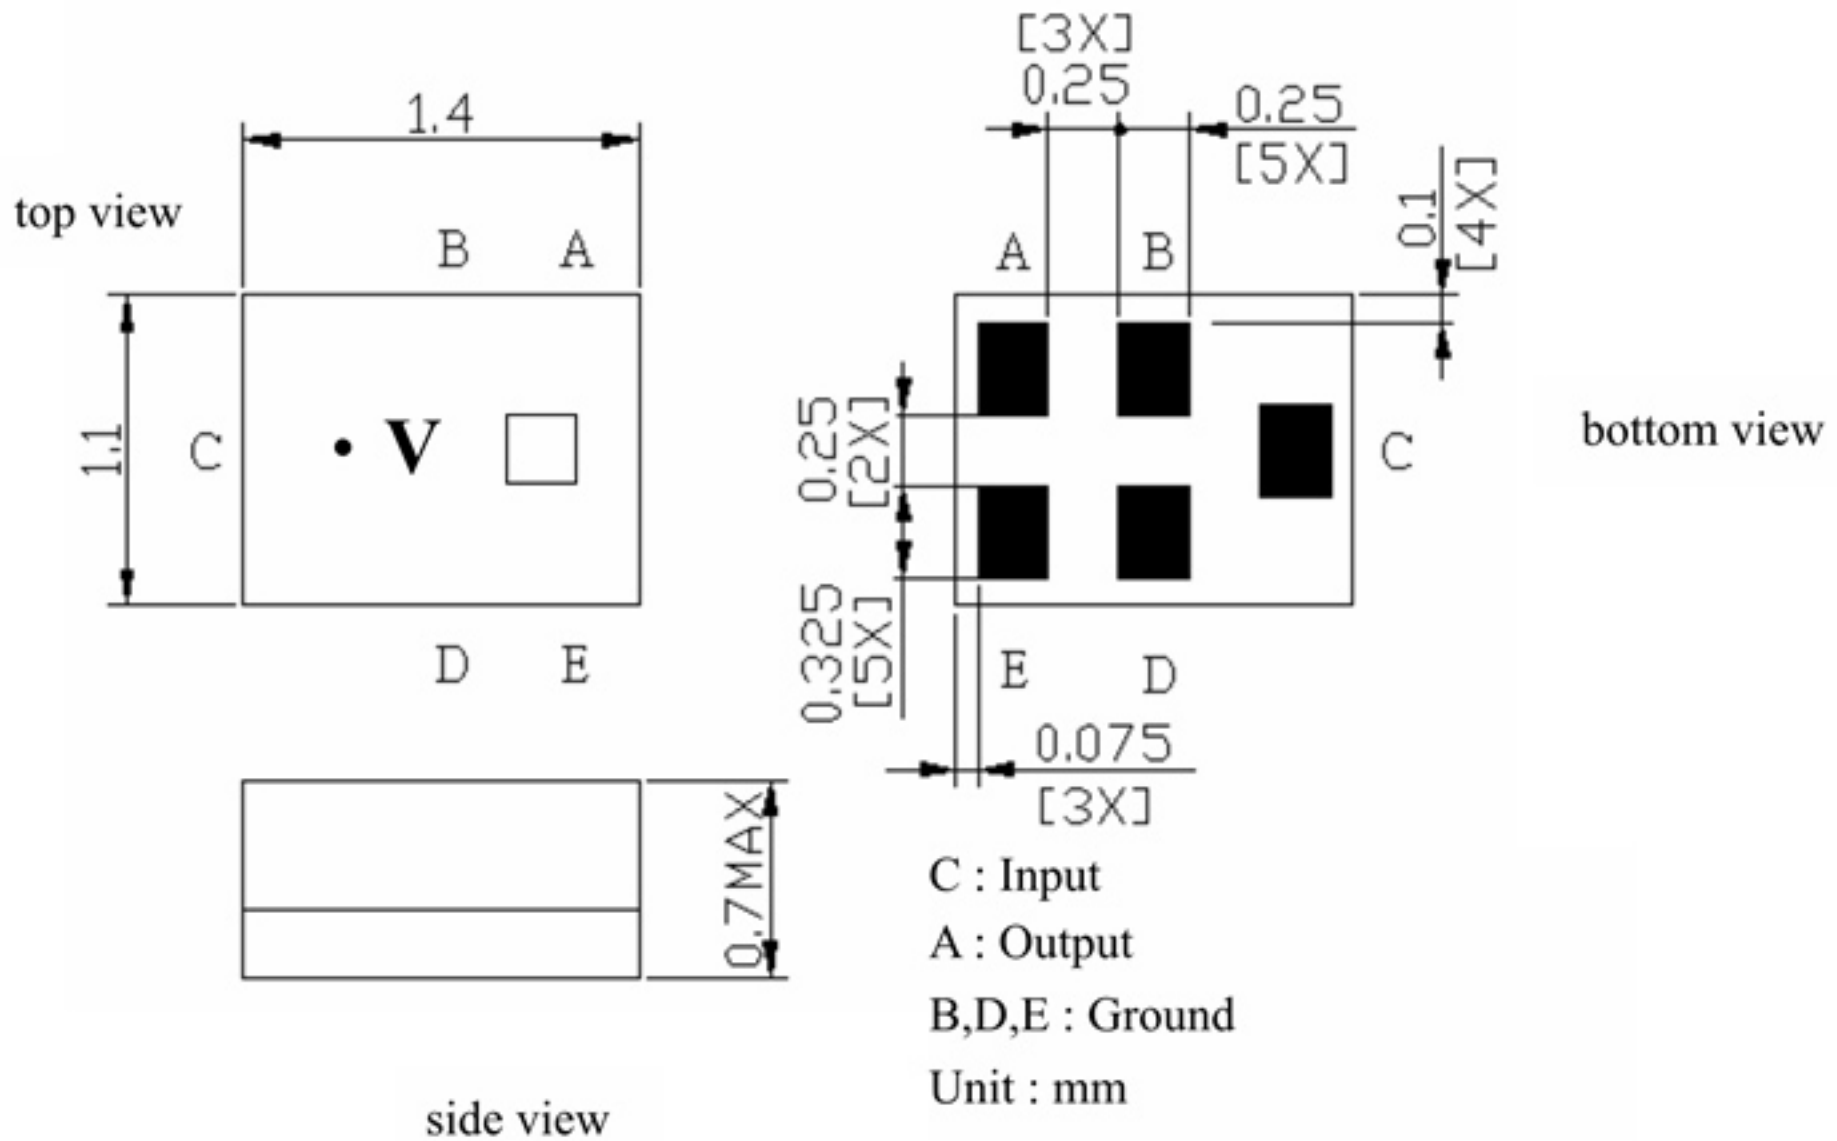 [3X]
0.25
0.25
[5X]
1.4
top view
B A
A B
0.1
[4X]
1.1
C
V
0.25
[2X]
C
bottom view
0.325
[5X]
D E
E D
0.075
[3X]
0.7MAX
C : Input
A : Output
B,D,E : Ground
Unit : mm
side view